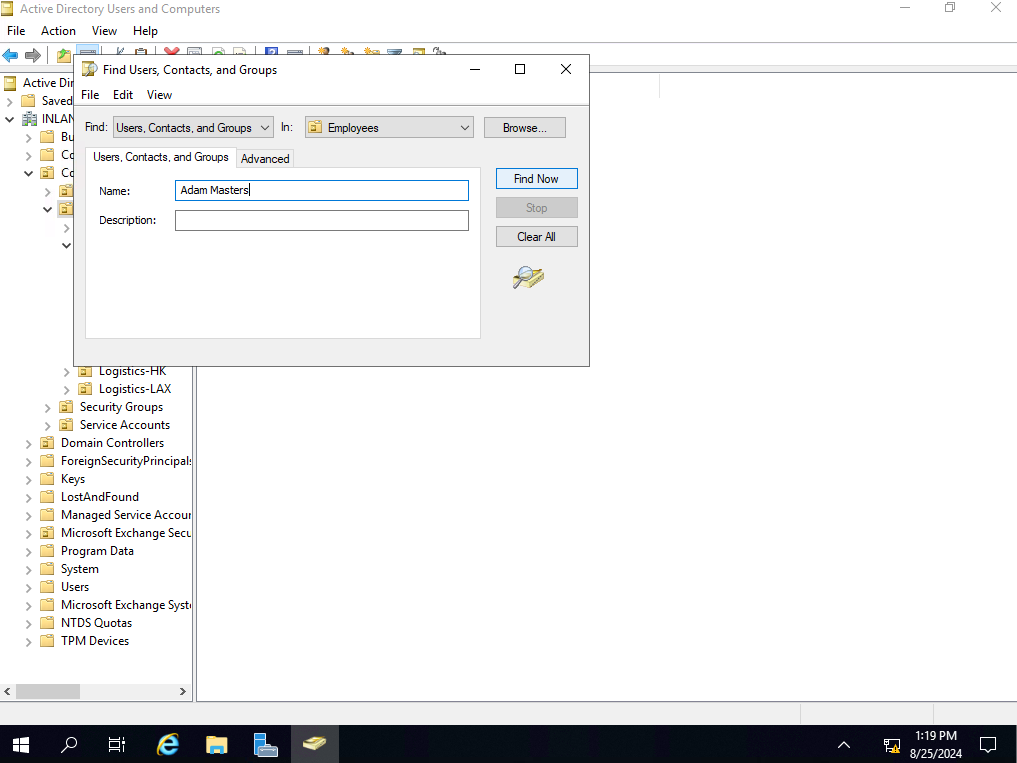 Active Directory Users and Computers
File Action View Help
Find Users, Contacts, and Groups
File Edit View
Find: Users, Contacts, and Groups In: Employees Browse...
Users, Contacts, and Groups Advanced
Name: Adam Masters
Description:
Find Now
Stop
Clear All
Active Dir
Saved
INLAN
Bu
Co
Co
Logistics-HK
Logistics-LAX
Security Groups
Service Accounts
Domain Controllers
ForeignSecurityPrincipals
Keys
LostAndFound
Managed Service Accour
Microsoft Exchange Secu
Program Data
System
Users
Microsoft Exchange Syst
NTDS Quotas
TPM Devices
1:19 PM
8/25/2024